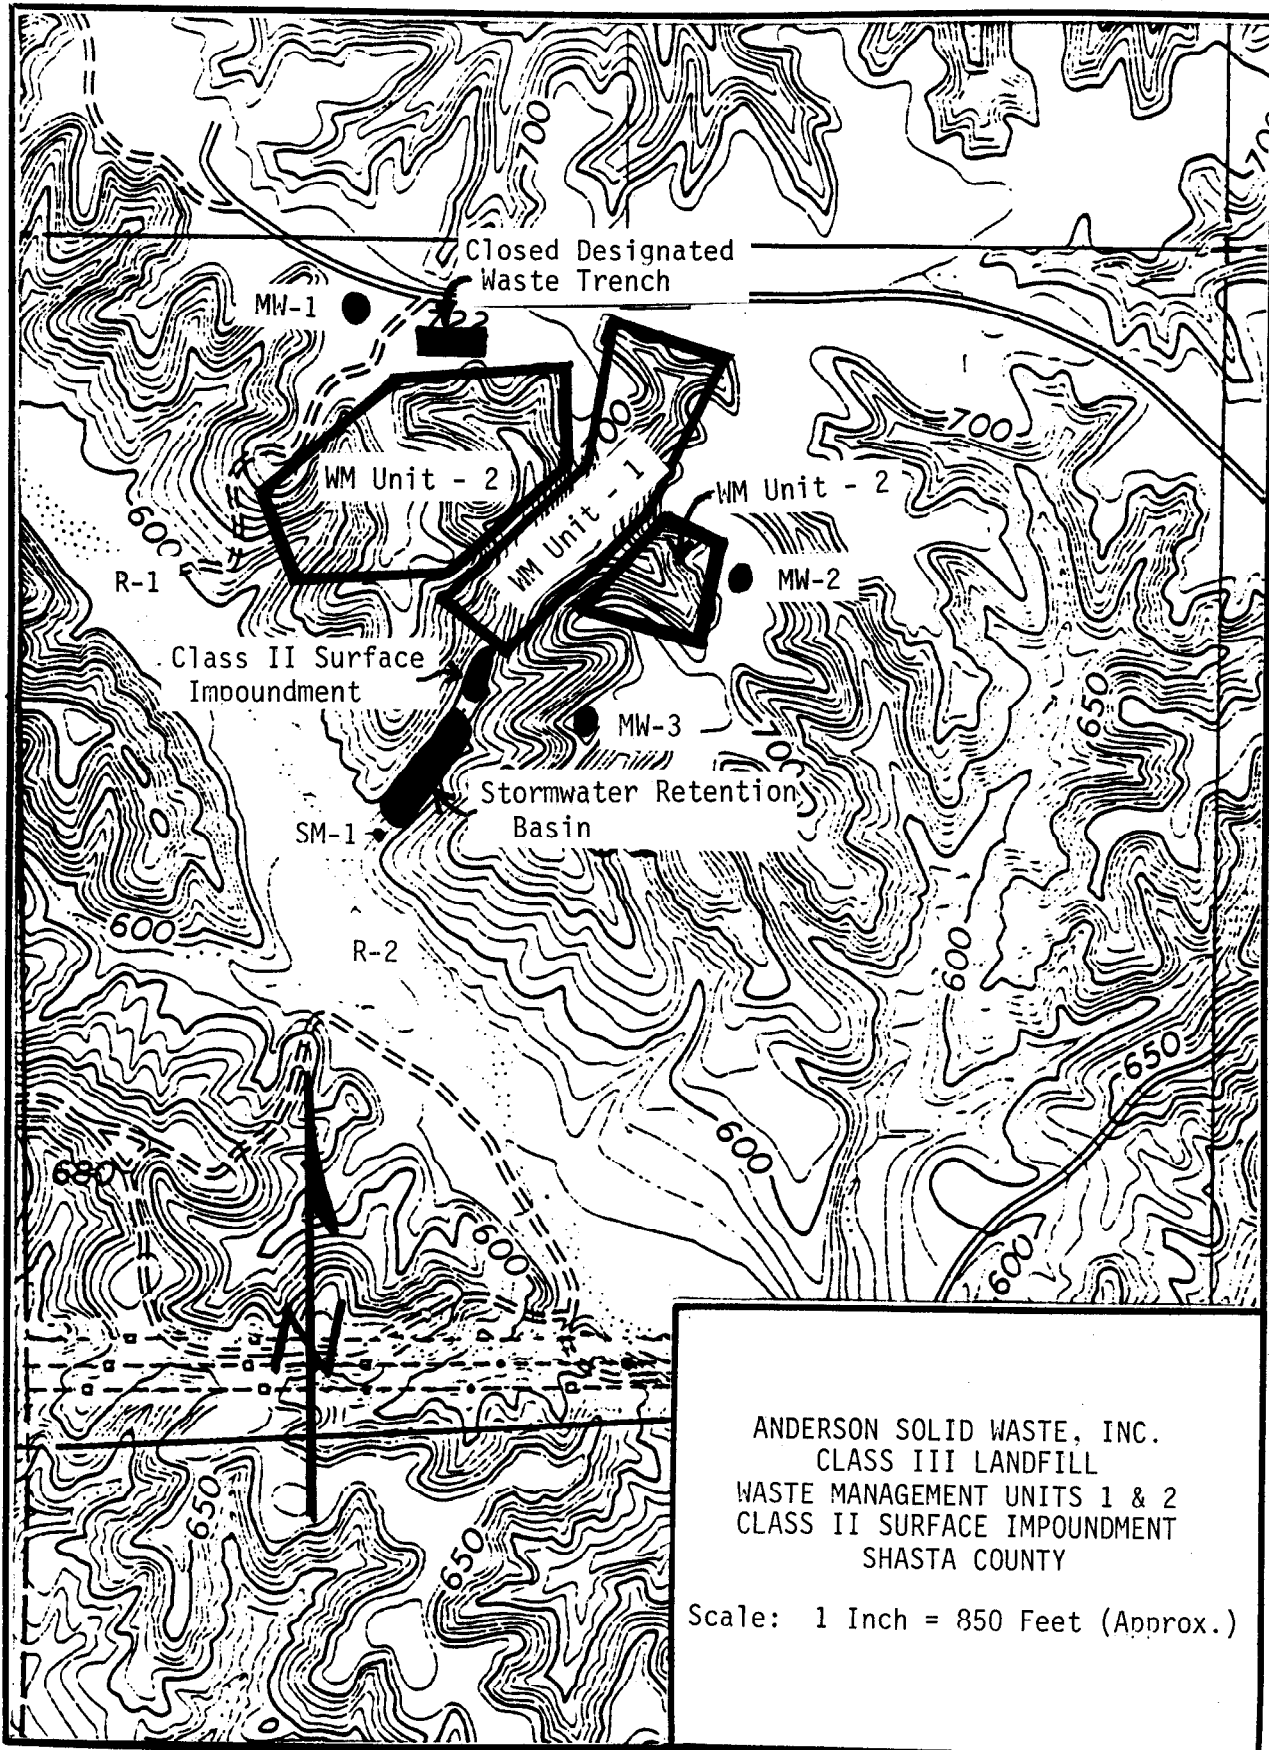 700
700
Closed Designated
Waste Trench
MW-1
722
700
700
WM Unit - 2
WM Unit - 1
WM Unit - 2
600
R-1
MW-2
Class II Surface
Impoundment
650
MW-3
700
Stormwater Retention
Basin
SM-1
600
R-2
600
650
600
680
600
600
N
650
650
ANDERSON SOLID WASTE, INC.
CLASS III LANDFILL
WASTE MANAGEMENT UNITS 1 & 2
CLASS II SURFACE IMPOUNDMENT
SHASTA COUNTY
Scale: 1 Inch = 850 Feet (Approx.)